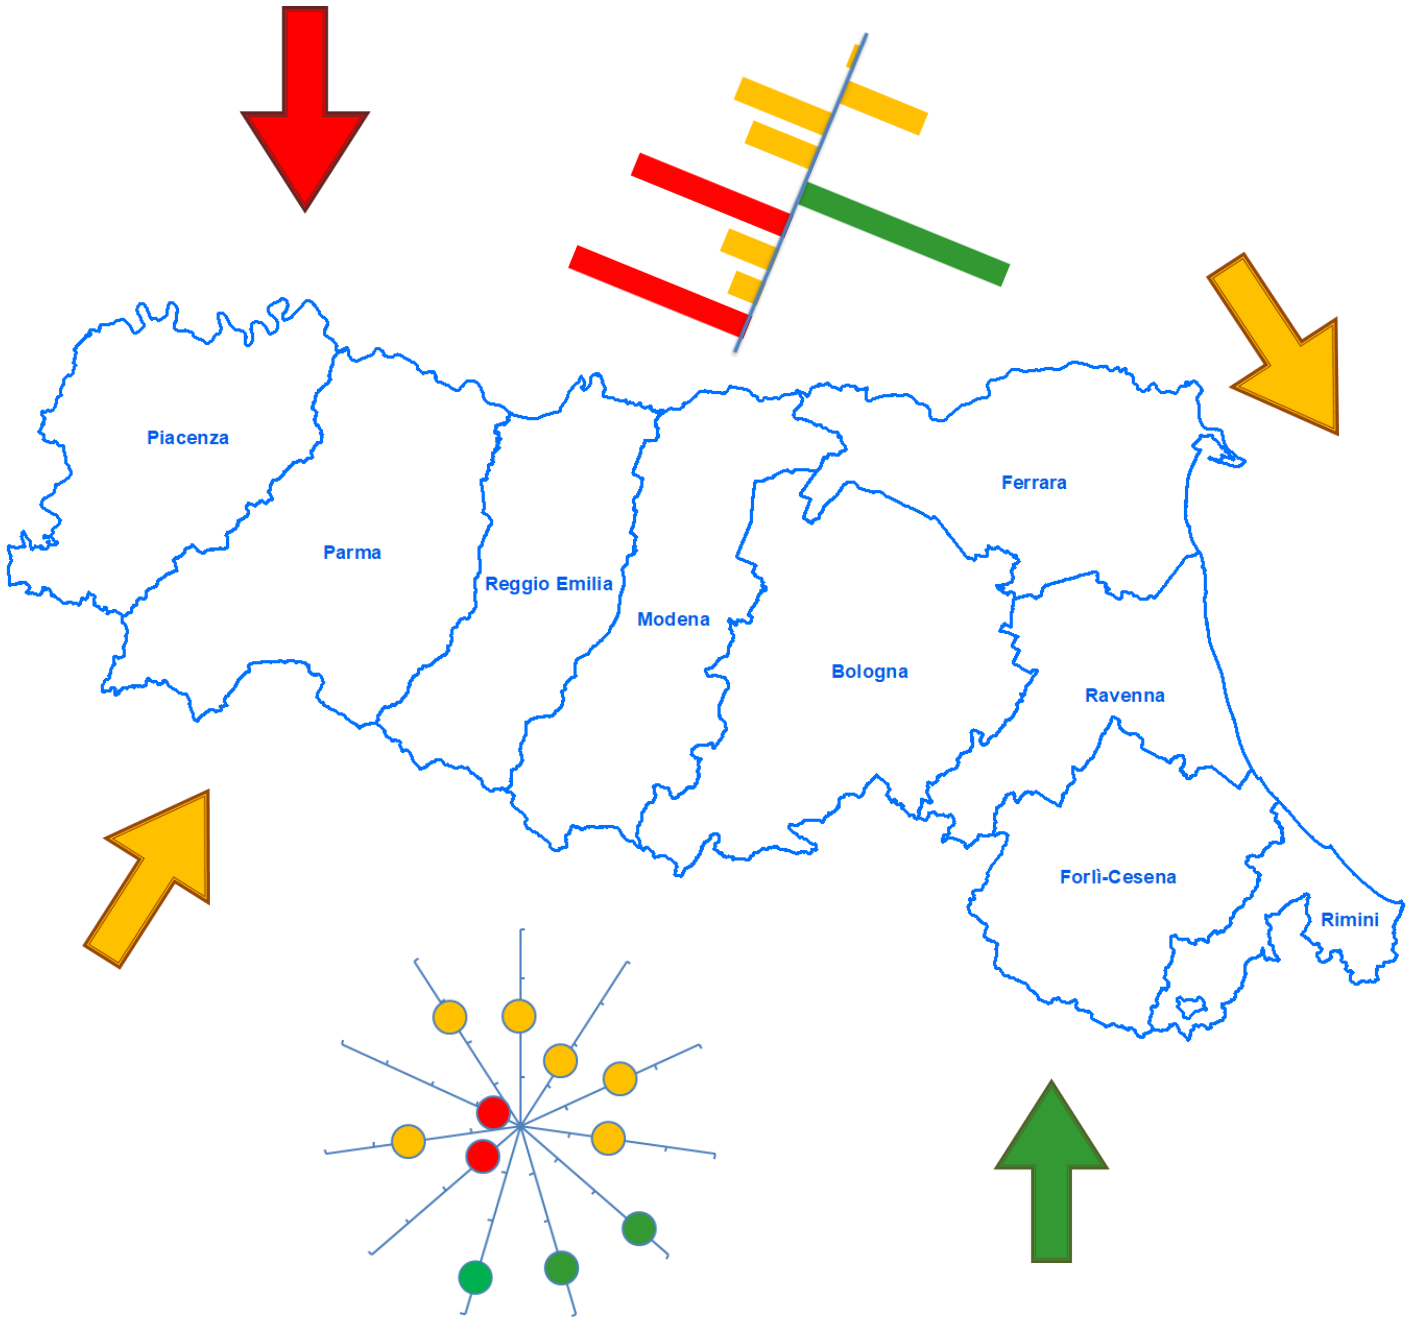 Piacenza
Ferrara
Parma
Reggio Emilia
Modena
Bologna
Ravenna
Forlì-Cesena
Rimini